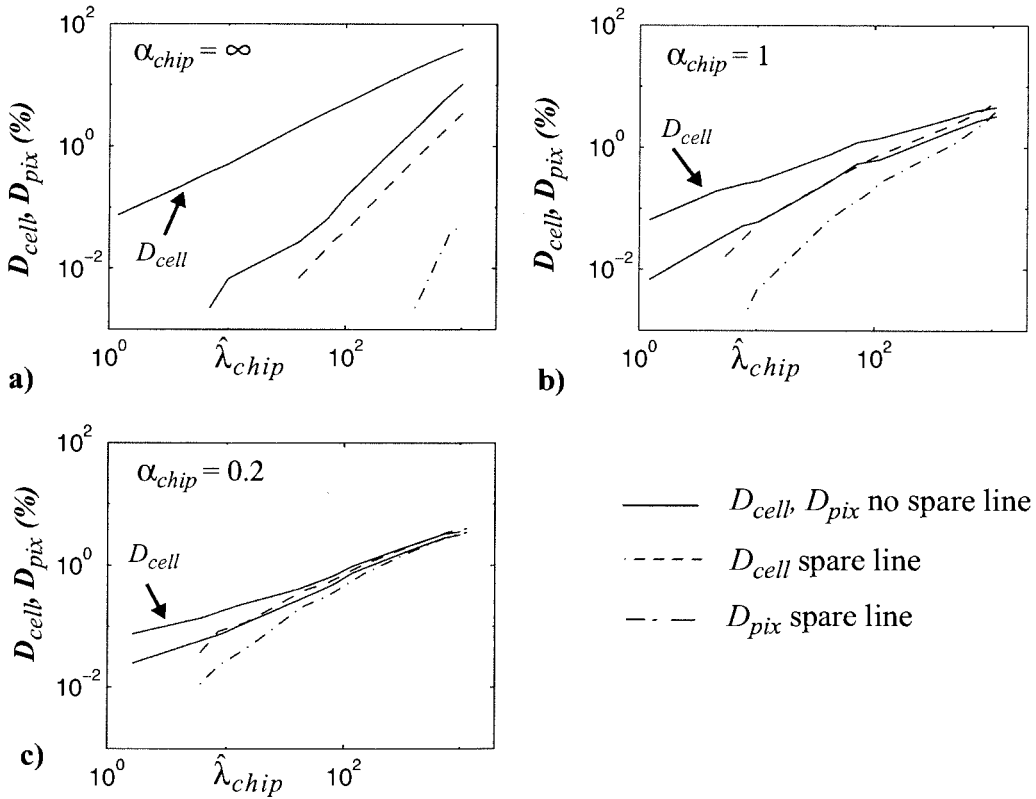 α_chip = ∞
D_cell, D_pix (%)
10^2
10^0
10^-2
D_cell
10^0
λ̂_chip
10^2
a)
α_chip = 1
D_cell, D_pix (%)
10^2
10^0
10^-2
D_cell
10^0
λ̂_chip
10^2
b)
α_chip = 0.2
D_cell, D_pix (%)
10^2
10^0
10^-2
D_cell
10^0
λ̂_chip
10^2
c)
D_cell, D_pix no spare line
D_cell spare line
D_pix spare line